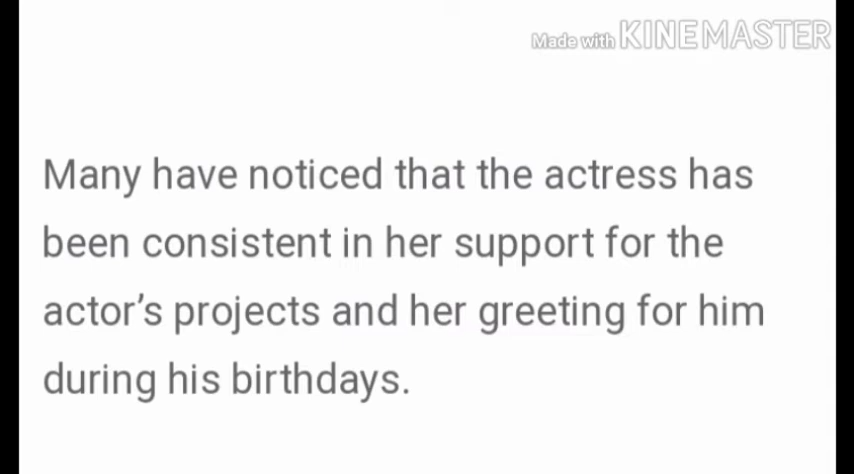 Made with KINEMASTER
Many have noticed that the actress has
been consistent in her support for the
actor’s projects and her greeting for him
during his birthdays.